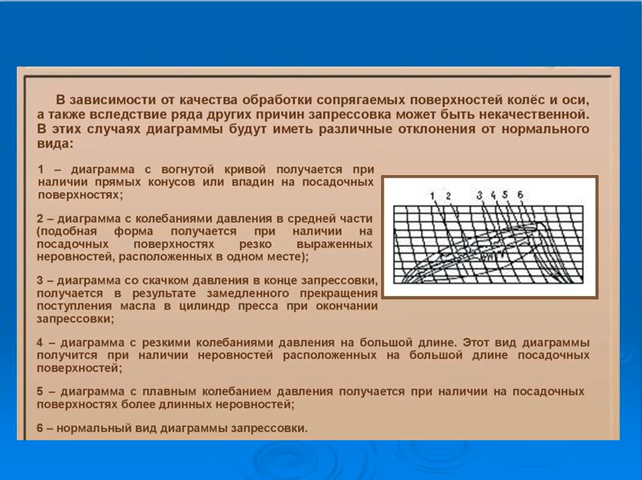 В зависимости от качества обработки сопрягаемых поверхностей колёс и оси,
а также вследствие ряда других причин запрессовка может быть некачественной.
В этих случаях диаграммы будут иметь различные отклонения от нормального
вида:
1 – диаграмма с вогнутой кривой получается при
наличии прямых конусов или впадин на посадочных
поверхностях;
2 – диаграмма с колебаниями давления в средней части
(подобная форма получается при наличии на
посадочных поверхностях резко выраженных
неровностей, расположенных в одном месте);
3 – диаграмма со скачком давления в конце запрессовки,
получается в результате замедленного прекращения
поступления масла в цилиндр пресса при окончании
запрессовки;
1 2 3 4 5 6
4 – диаграмма с резкими колебаниями давления на большой длине. Этот вид диаграммы
получится при наличии неровностей расположенных на большой длине посадочных
поверхностей;
5 – диаграмма с плавным колебанием давления получается при наличии на посадочных
поверхностях более длинных неровностей;
6 – нормальный вид диаграммы запрессовки.